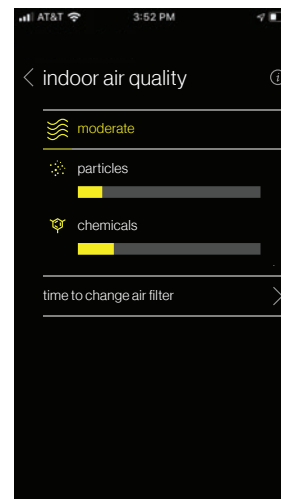 AT&T 3:52 PM
indoor air quality
moderate
particles
chemicals
time to change air filter